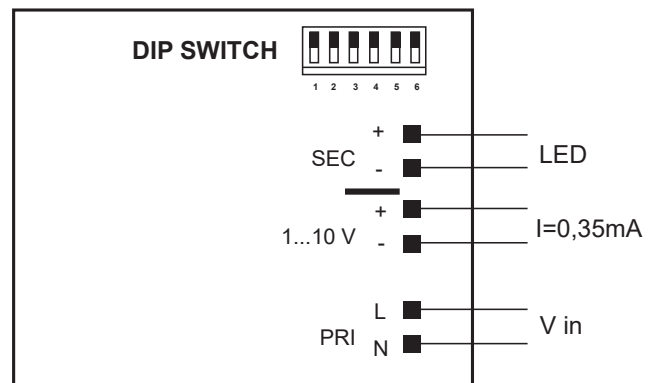 DIP SWITCH
1 2 3 4 5 6
+
SEC
-
LED
+
1...10 V
-
I=0,35mA
L
PRI
N
V in